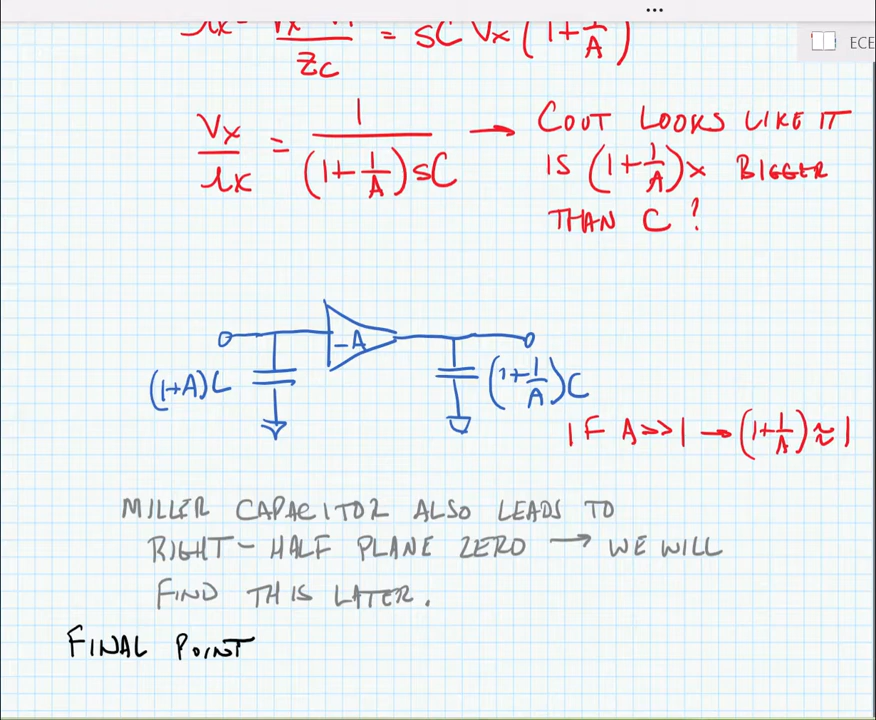 = sC Vx (1+1/A)
Zc
Vx/ix = 1/((1+1/A)sC) → COUT LOOKS LIKE IT
IS (1+1/A)x BIGGER
THAN C?
-A
(1+A)C
(1+1/A)C
IF A>>1 → (1+1/A) ≈ 1
MILLER CAPACITOR ALSO LEADS TO
RIGHT-HALF PLANE ZERO → WE WILL
FIND THIS LATER.
FINAL POINT
ECE